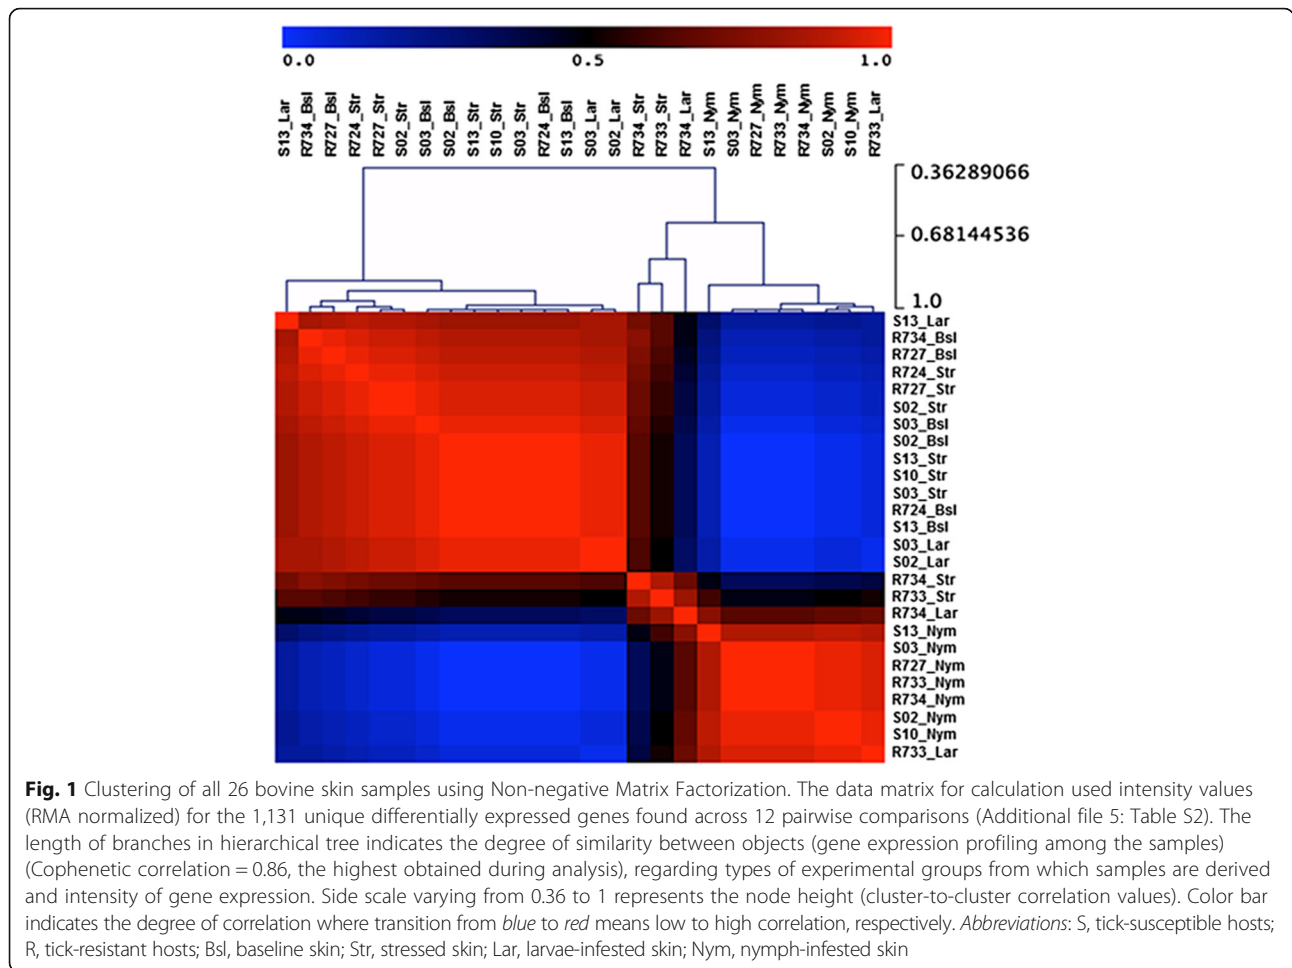 0.0 0.5 1.0
S13_Lar
R734_Bsl
R727_Bsl
R724_Str
R727_Str
S02_Str
S03_Bsl
S02_Bsl
S13_Str
S10_Str
S03_Str
R724_Bsl
S13_Bsl
S03_Lar
S02_Lar
R734_Str
R733_Str
R734_Lar
S13_Nym
S03_Nym
R727_Nym
R733_Nym
R734_Nym
S02_Nym
S10_Nym
R733_Lar
0.36289066
0.68144536
1.0
S13_Lar
R734_Bsl
R727_Bsl
R724_Str
R727_Str
S02_Str
S03_Bsl
S02_Bsl
S13_Str
S10_Str
S03_Str
R724_Bsl
S13_Bsl
S03_Lar
S02_Lar
R734_Str
R733_Str
R734_Lar
S13_Nym
S03_Nym
R727_Nym
R733_Nym
R734_Nym
S02_Nym
S10_Nym
R733_Lar
Fig. 1 Clustering of all 26 bovine skin samples using Non-negative Matrix Factorization. The data matrix for calculation used intensity values
(RMA normalized) for the 1,131 unique differentially expressed genes found across 12 pairwise comparisons (Additional file 5: Table S2). The
length of branches in hierarchical tree indicates the degree of similarity between objects (gene expression profiling among the samples)
(Cophenetic correlation = 0.86, the highest obtained during analysis), regarding types of experimental groups from which samples are derived
and intensity of gene expression. Side scale varying from 0.36 to 1 represents the node height (cluster-to-cluster correlation values). Color bar
indicates the degree of correlation where transition from blue to red means low to high correlation, respectively. Abbreviations: S, tick-susceptible hosts;
R, tick-resistant hosts; Bsl, baseline skin; Str, stressed skin; Lar, larvae-infested skin; Nym, nymph-infested skin